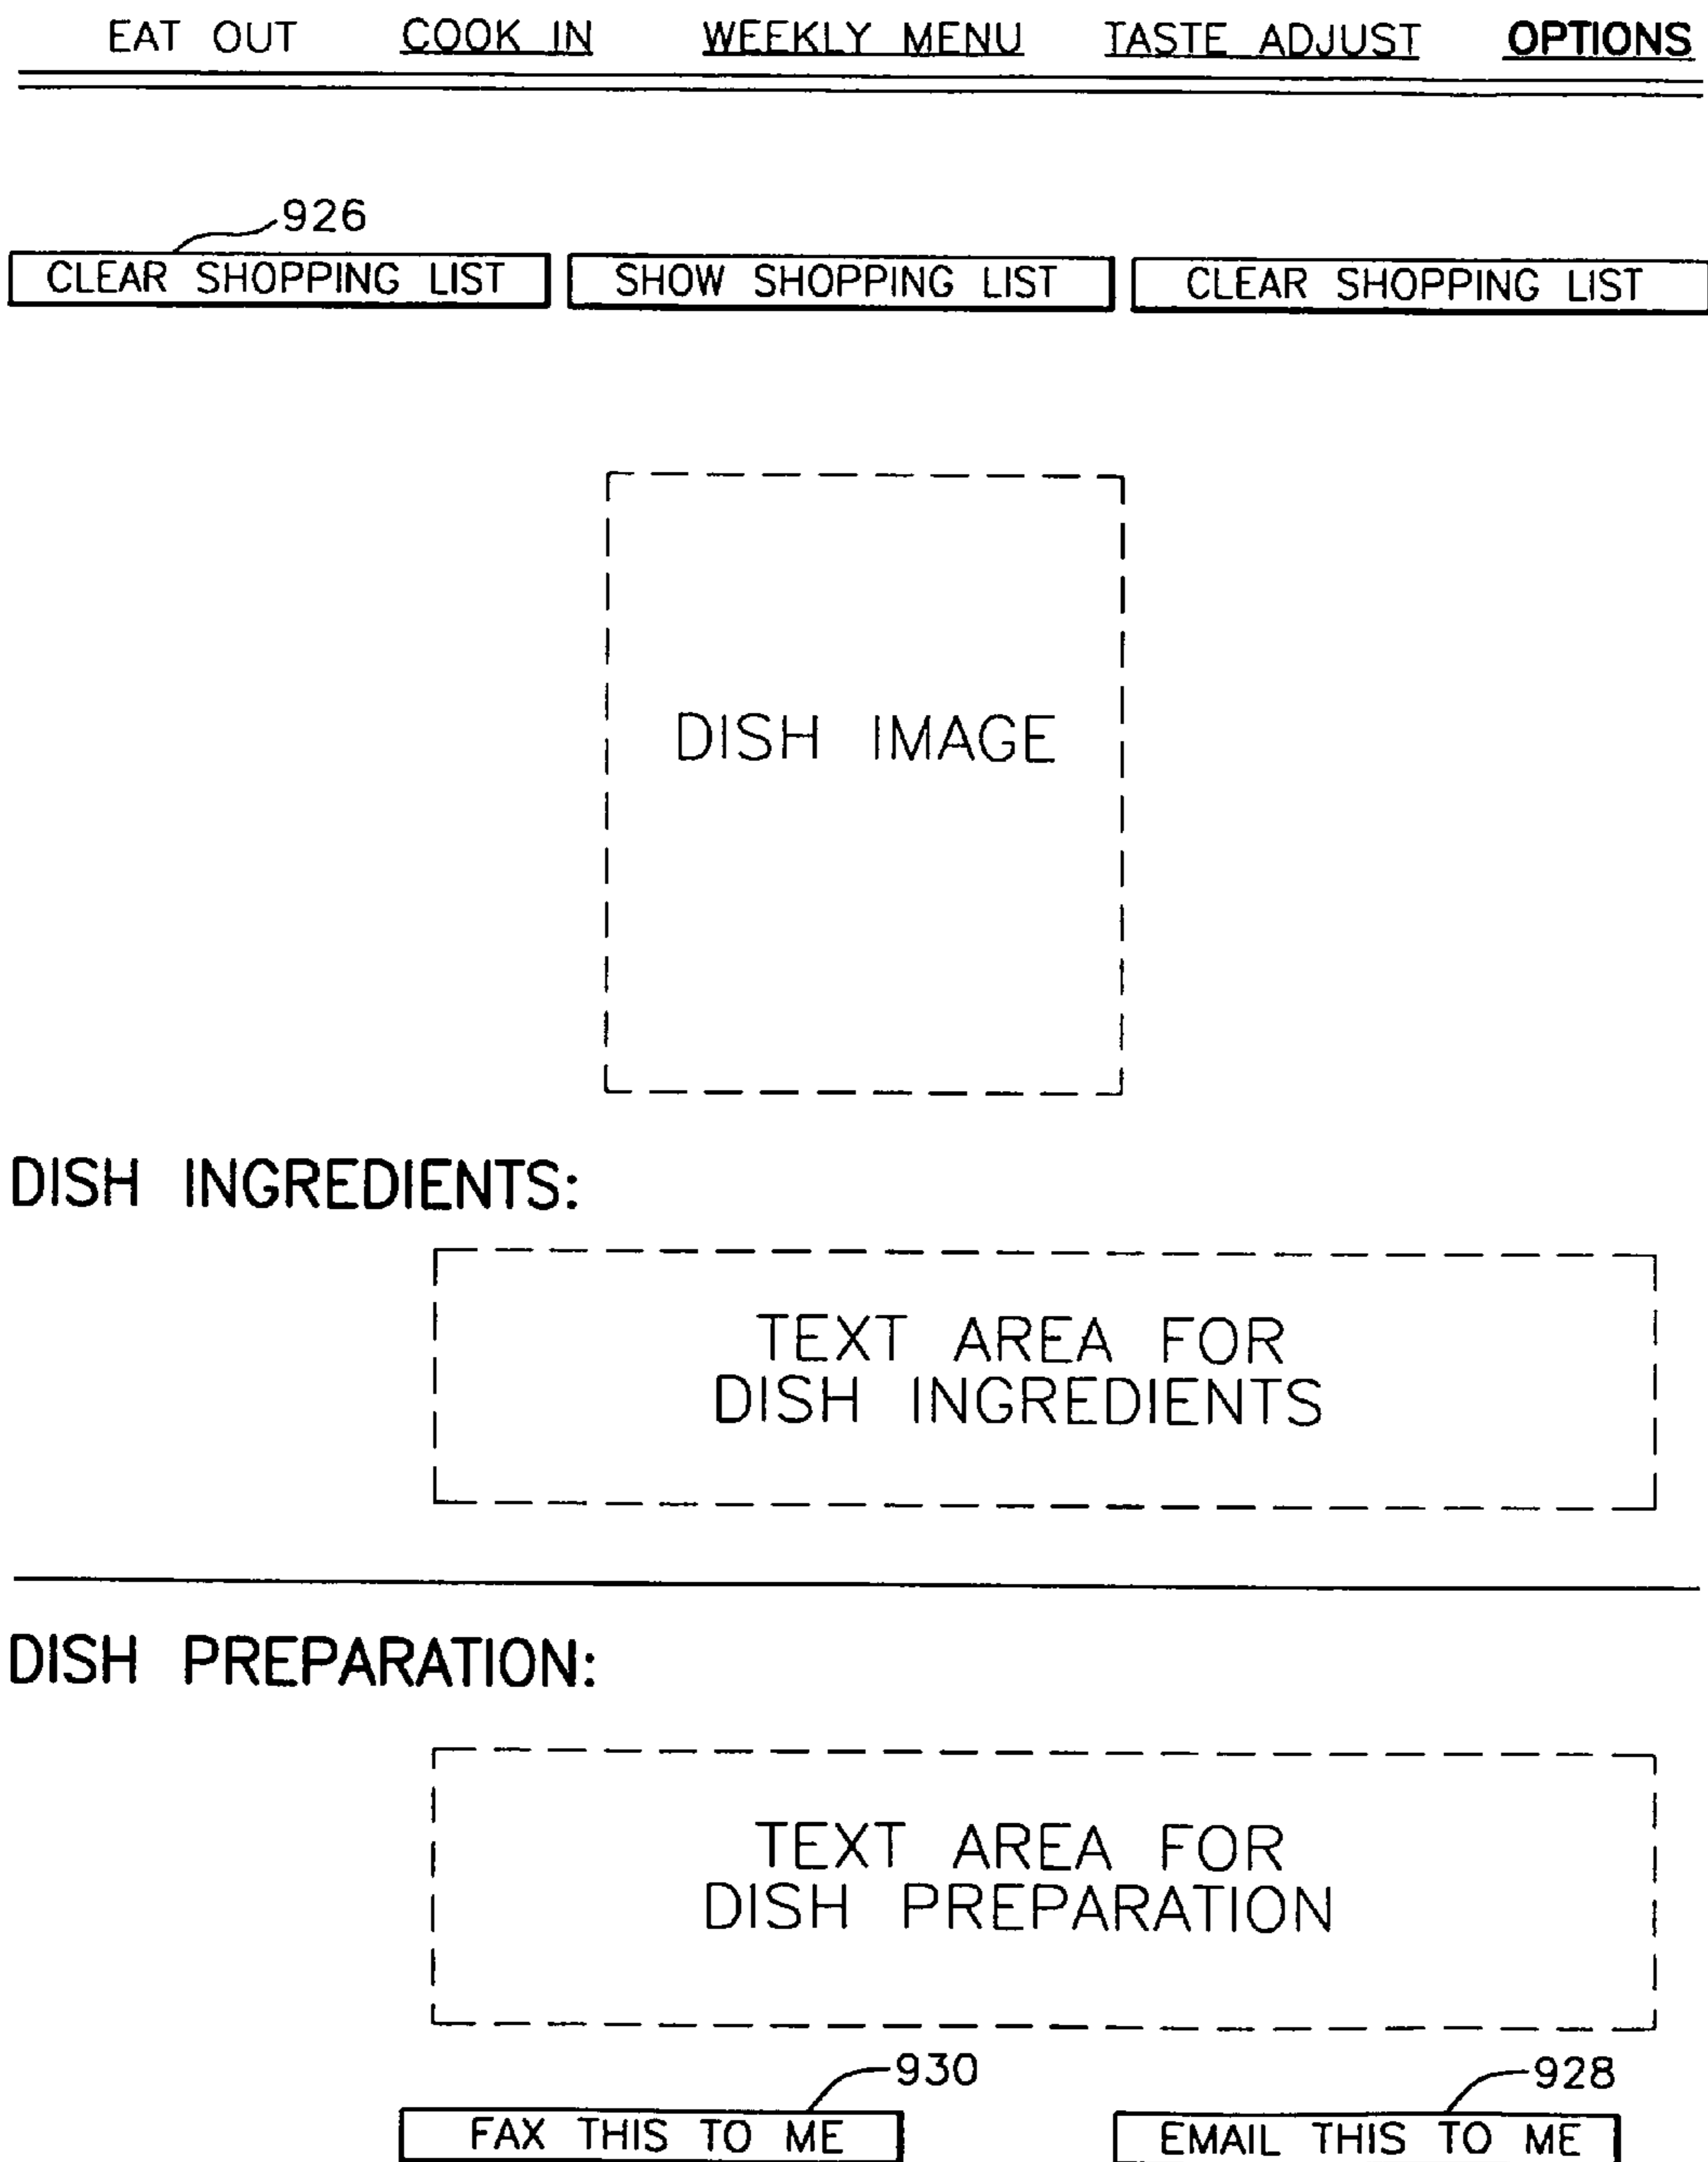 EAT OUT COOK IN WEEKLY MENU TASTE ADJUST OPTIONS
926
CLEAR SHOPPING LIST SHOW SHOPPING LIST CLEAR SHOPPING LIST
DISH IMAGE
DISH INGREDIENTS:
TEXT AREA FOR
DISH INGREDIENTS
DISH PREPARATION:
TEXT AREA FOR
DISH PREPARATION
930 928
FAX THIS TO ME EMAIL THIS TO ME